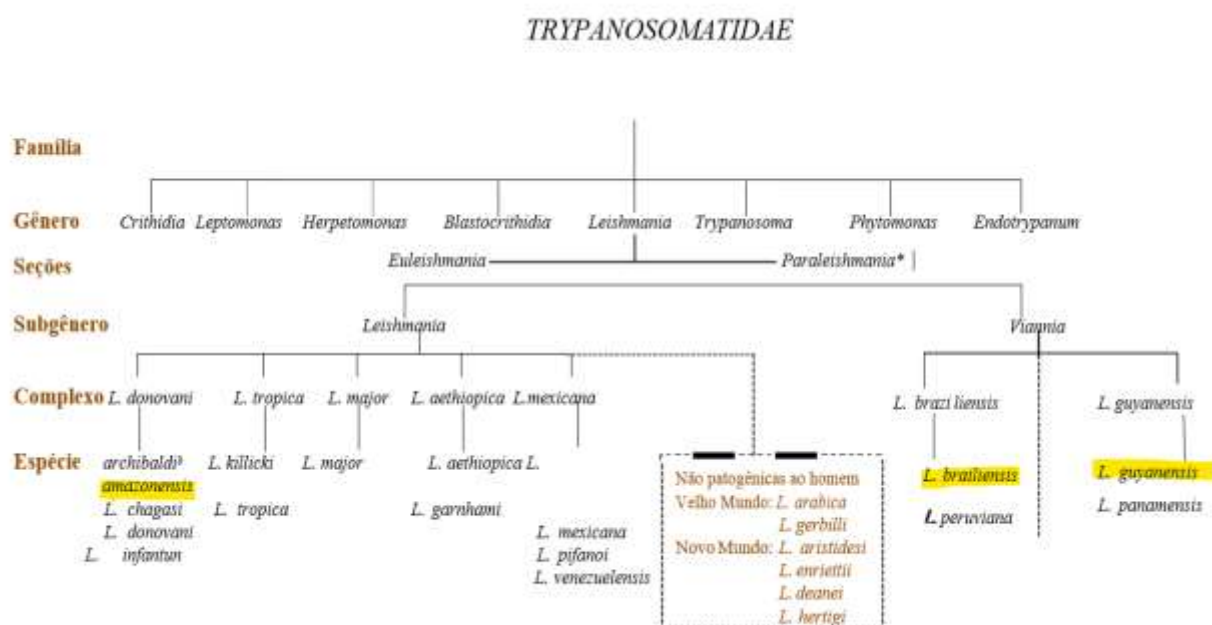 TRYPANOSOMATIDAE
Família
Gênero Crithidia Leptomonas Herpetomonas Blastocrithidia Leishmania Trypanosoma Phytomonas Endotrypanum
Seções Euleishmania Paraleishmania*
Subgênero Leishmania Viannia
Complexo L. donovani L. tropica L. major L. aethiopica L.mexicana L. brazi liensis L. guyanensis
Espécie archibaldi³ L. killicki L. major L. aethiopica L. L. brailiensis L. guyanensis
amazonensis
L. chagasi L. tropica L. garnhami L. peruviana L. panamensis
L. donovani L. mexicana
L. infantun L. pifanoi
L. venezuelensis
Não patogênicas ao homem
Velho Mundo: L. arabica
L. gerbilli
Novo Mundo: L. aristidesi
L. enriettii
L. deanei
L. hertigi